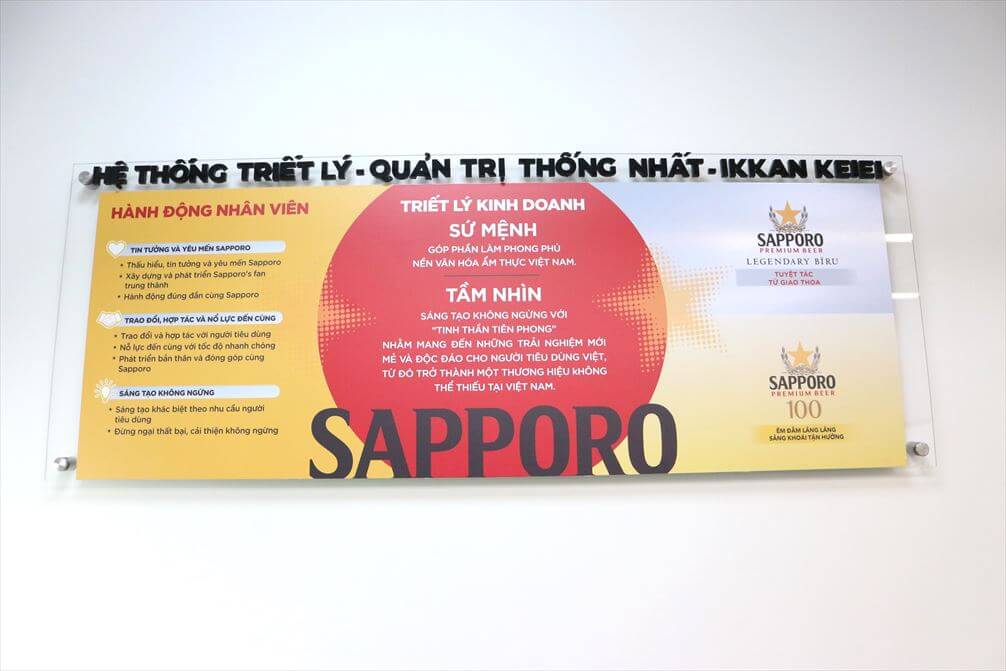 HỆ THỐNG TRIẾT LÝ - QUẢN TRỊ THỐNG NHẤT - IKKAN KEIEI
HÀNH ĐỘNG NHÂN VIÊN
TIN TƯỞNG VÀ YÊU MẾN SAPPORO
• Thấu hiểu, tin tưởng và yêu mến Sapporo
• Xây dựng và phát triển Sapporo's fan
trung thành
• Hành động đúng đắn cùng Sapporo
TRAO ĐỔI, HỢP TÁC VÀ NỖ LỰC ĐẾN CÙNG
• Trao đổi và hợp tác với người tiêu dùng
• Nỗ lực đến cùng với tốc độ nhanh chóng
• Phát triển bản thân và đóng góp cùng
Sapporo
SÁNG TẠO KHÔNG NGỪNG
• Sáng tạo khác biệt theo nhu cầu người
tiêu dùng
• Đừng ngại thất bại, cải thiện không ngừng
TRIẾT LÝ KINH DOANH
SỨ MỆNH
GÓP PHẦN LÀM PHONG PHÚ
NỀN VĂN HÓA ẨM THỰC VIỆT NAM.
TẦM NHÌN
SÁNG TẠO KHÔNG NGỪNG VỚI
"TINH THẦN TIÊN PHONG"
NHẰM MANG ĐẾN NHỮNG TRẢI NGHIỆM MỚI
MẺ VÀ ĐỘC ĐÁO CHO NGƯỜI TIÊU DÙNG VIỆT,
TỪ ĐÓ TRỞ THÀNH MỘT THƯƠNG HIỆU kHÔNG
THỂ THIẾU TẠI VIỆT NAM.
SAPPORO
SAPPORO
PREMIUM BEER
LEGENDARY BIRU
TUYỆT TÁC
TỪ GIAO THOA
SAPPORO
PREMIUM BEER
100
ÊM ĐẰM LÂNG LÂNG
SẢNG KHOÁI TẬN HƯỞNG